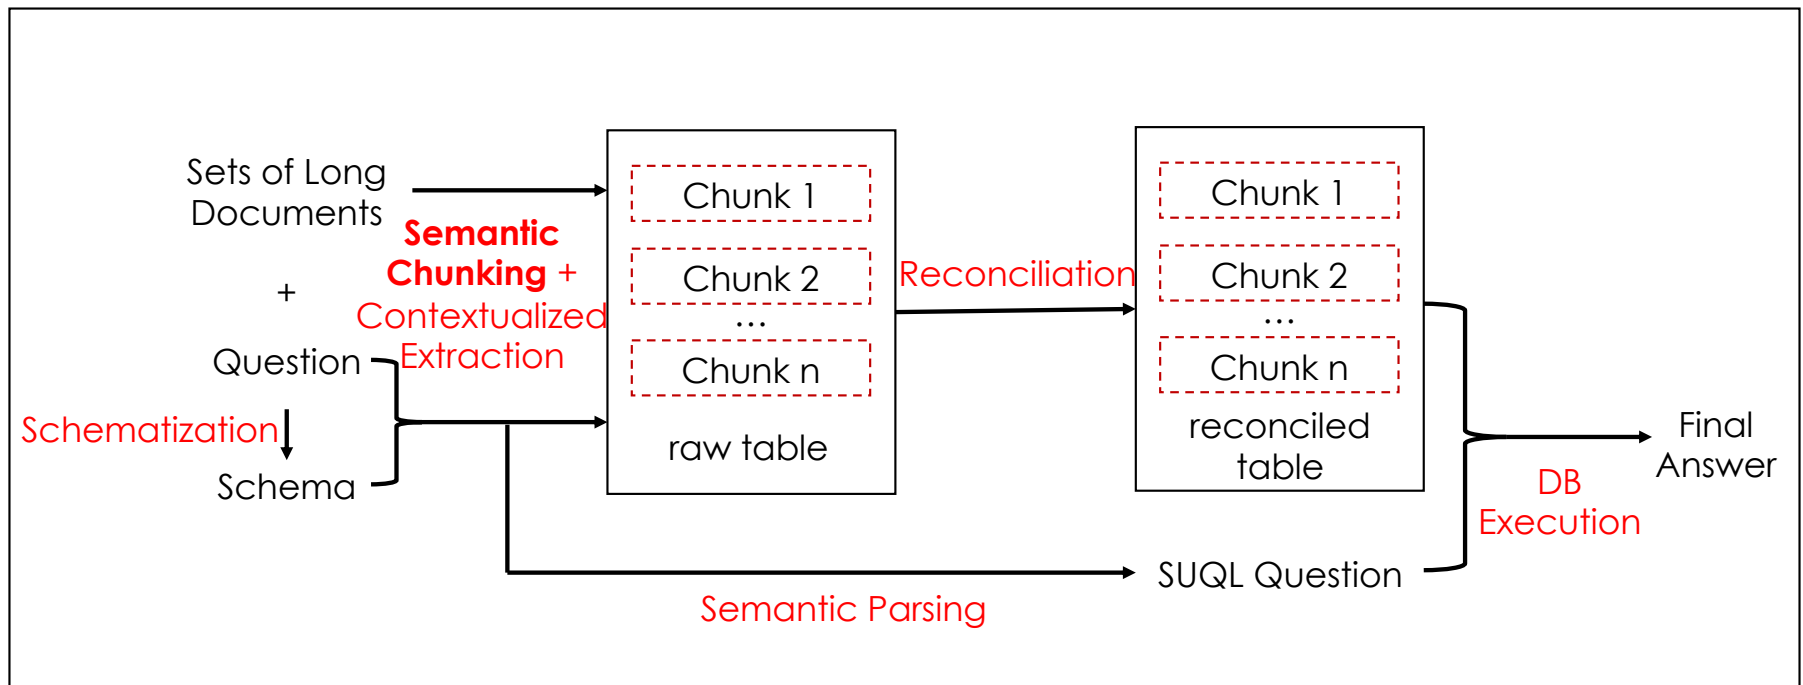 Sets of Long
Documents
+
Question
Schematization
Schema
Semantic
Chunking +
Contextualized
Extraction
Chunk 1
Chunk 2
...
Chunk n
raw table
Reconciliation
Chunk 1
Chunk 2
...
Chunk n
reconciled
table
Semantic Parsing
SUQL Question
DB
Execution
Final
Answer